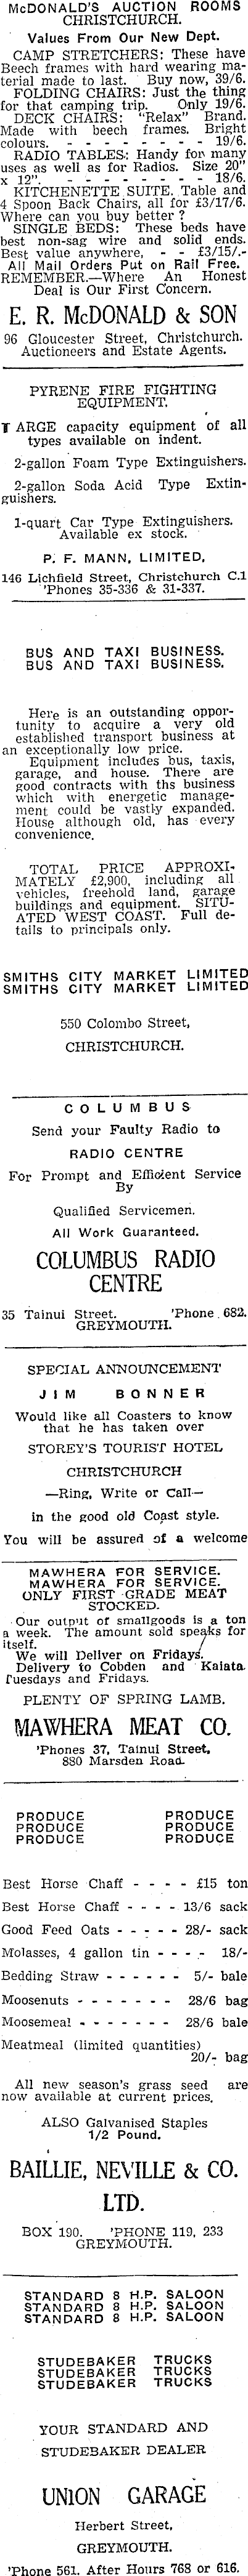 McDONALD'S AUCTION ROOMS
CHRISTCHURCH.
Values From Our New Dept.
CAMP STRETCHERS: These have
Beech frames with hard wearing ma-
terial made to last. Buy now, 39/6.
FOLDING CHAIRS: Just the thing
for that camping trip. Only 19/6.
DECK CHAIRS: "Relax" Brand.
Made with beech frames. Bright
colours. - - - - - - - - - 19/6.
RADIO TABLES: Handy for many
uses as well as for Radios. Size 20"
x 12". - - - - - - - - - 18/6.
KITCHENETTE SUITE. Table and
4 Spoon Back Chairs, all for £3/17/6.
Where can you buy better ?
SINGLE BEDS: These beds have
best non-sag wire and solid ends.
Best value anywhere, - - £3/15/-.
All Mail Orders Put on Rail Free.
REMEMBER.—Where An Honest
Deal is Our First Concern.
E. R. McDONALD & SON
96 Gloucester Street, Christchurch.
Auctioneers and Estate Agents.
PYRENE FIRE FIGHTING
EQUIPMENT.
ARGE capacity equipment of all
types available on indent.
2-gallon Foam Type Extinguishers.
2-gallon Soda Acid Type Extin-
guishers.
1-quart Car Type Extinguishers.
Available ex stock.
P. F. MANN, LIMITED,
146 Lichfield Street, Christchurch C.1
'Phones 35-336 & 31-337.
BUS AND TAXI BUSINESS.
BUS AND TAXI BUSINESS.
Here is an outstanding oppor-
tunity to acquire a very old
established transport business at
an exceptionally low price.
Equipment includes bus, taxis,
garage, and house. There are
good contracts with ths business
which with energetic manage-
ment could be vastly expanded.
House although old, has every
convenience.
TOTAL PRICE APPROXI-
MATELY £2,900, including all
vehicles, freehold land, garage
buildings and equipment. SITU-
ATED WEST COAST. Full de-
tails to principals only.
SMITHS CITY MARKET LIMITED
SMITHS CITY MARKET LIMITED
550 Colombo Street,
CHRISTCHURCH.
COLUMBUS
Send your Faulty Radio to
RADIO CENTRE
For Prompt and Efficient Service
By
Qualified Servicemen.
All Work Guaranteed.
COLUMBUS RADIO
CENTRE
35 Tainui Street. 'Phone 682.
GREYMOUTH.
SPECIAL ANNOUNCEMENT
JIM BONNER
Would like all Coasters to know
that he has taken over
STOREY'S TOURIST HOTEL
CHRISTCHURCH
—Ring, Write or Call—
in the good old Coast style.
You will be assured of a welcome
MAWHERA FOR SERVICE.
MAWHERA FOR SERVICE.
ONLY FIRST GRADE MEAT
STOCKED.
Our output of smallgoods is a ton
a week. The amount sold speaks for
itself.
We will Deliver on Fridays.
Delivery to Cobden and Kaiata.
Tuesdays and Fridays.
PLENTY OF SPRING LAMB.
MAWHERA MEAT CO.
'Phones 37, Tainui Street.
880 Marsden Road.
PRODUCE PRODUCE
PRODUCE PRODUCE
PRODUCE PRODUCE
Best Horse Chaff - - - - £15 ton
Best Horse Chaff - - - - 13/6 sack
Good Feed Oats - - - - - 28/- sack
Molasses, 4 gallon tin - - - - 18/-
Bedding Straw - - - - - - 5/- bale
Moosenuts - - - - - - - 28/6 bag
Moosemeal - - - - - - - 28/6 bale
Meatmeal (limited quantities)
20/- bag
All new season's grass seed are
now available at current prices.
ALSO Galvanised Staples
1/2 Pound.
BAILLIE, NEVILLE & CO.
LTD.
BOX 190. 'PHONE 119, 233
GREYMOUTH.
STANDARD 8 H.P. SALOON
STANDARD 8 H.P. SALOON
STANDARD 8 H.P. SALOON
STUDEBAKER TRUCKS
STUDEBAKER TRUCKS
STUDEBAKER TRUCKS
YOUR STANDARD AND
STUDEBAKER DEALER
UNION GARAGE
Herbert Street,
GREYMOUTH.
'Phone 561. After Hours 768 or 616.